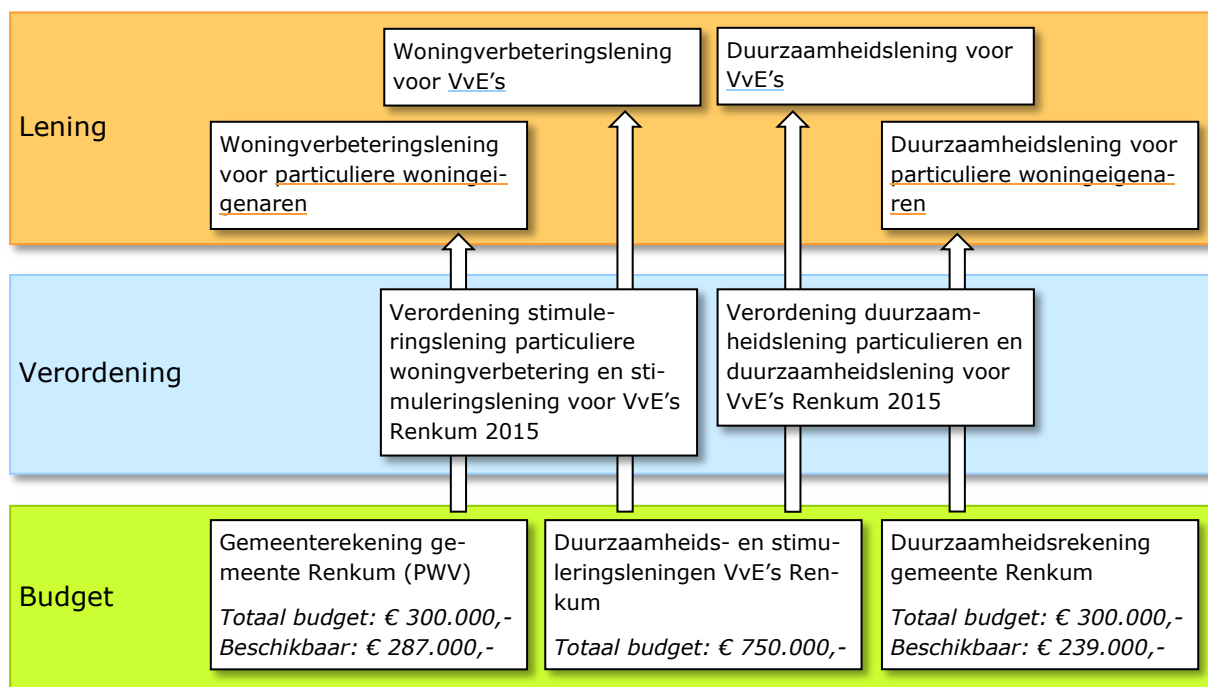 Lening
Woningverbeteringslening
voor VvE's
Duurzaamheidslening voor
VvE's
Woningverbeteringslening
voor particuliere woningei-
genaren
Duurzaamheidslening voor
particuliere woningeigena-
ren
Verordening
Verordening stimule-
ringslening particuliere
woningverbetering en sti-
muleringslening voor VvE's
Renkum 2015
Verordening duurzaam-
heidslening particulieren en
duurzaamheidslening voor
VvE's Renkum 2015
Budget
Gemeenterekening ge-
meente Renkum (PWV)
Totaal budget: € 300.000,-
Beschikbaar: € 287.000,-
Duurzaamheids- en stimu-
leringsleningen VvE's Ren-
kum
Totaal budget: € 750.000,-
Duurzaamheidsrekening
gemeente Renkum
Totaal budget: € 300.000,-
Beschikbaar: € 239.000,-